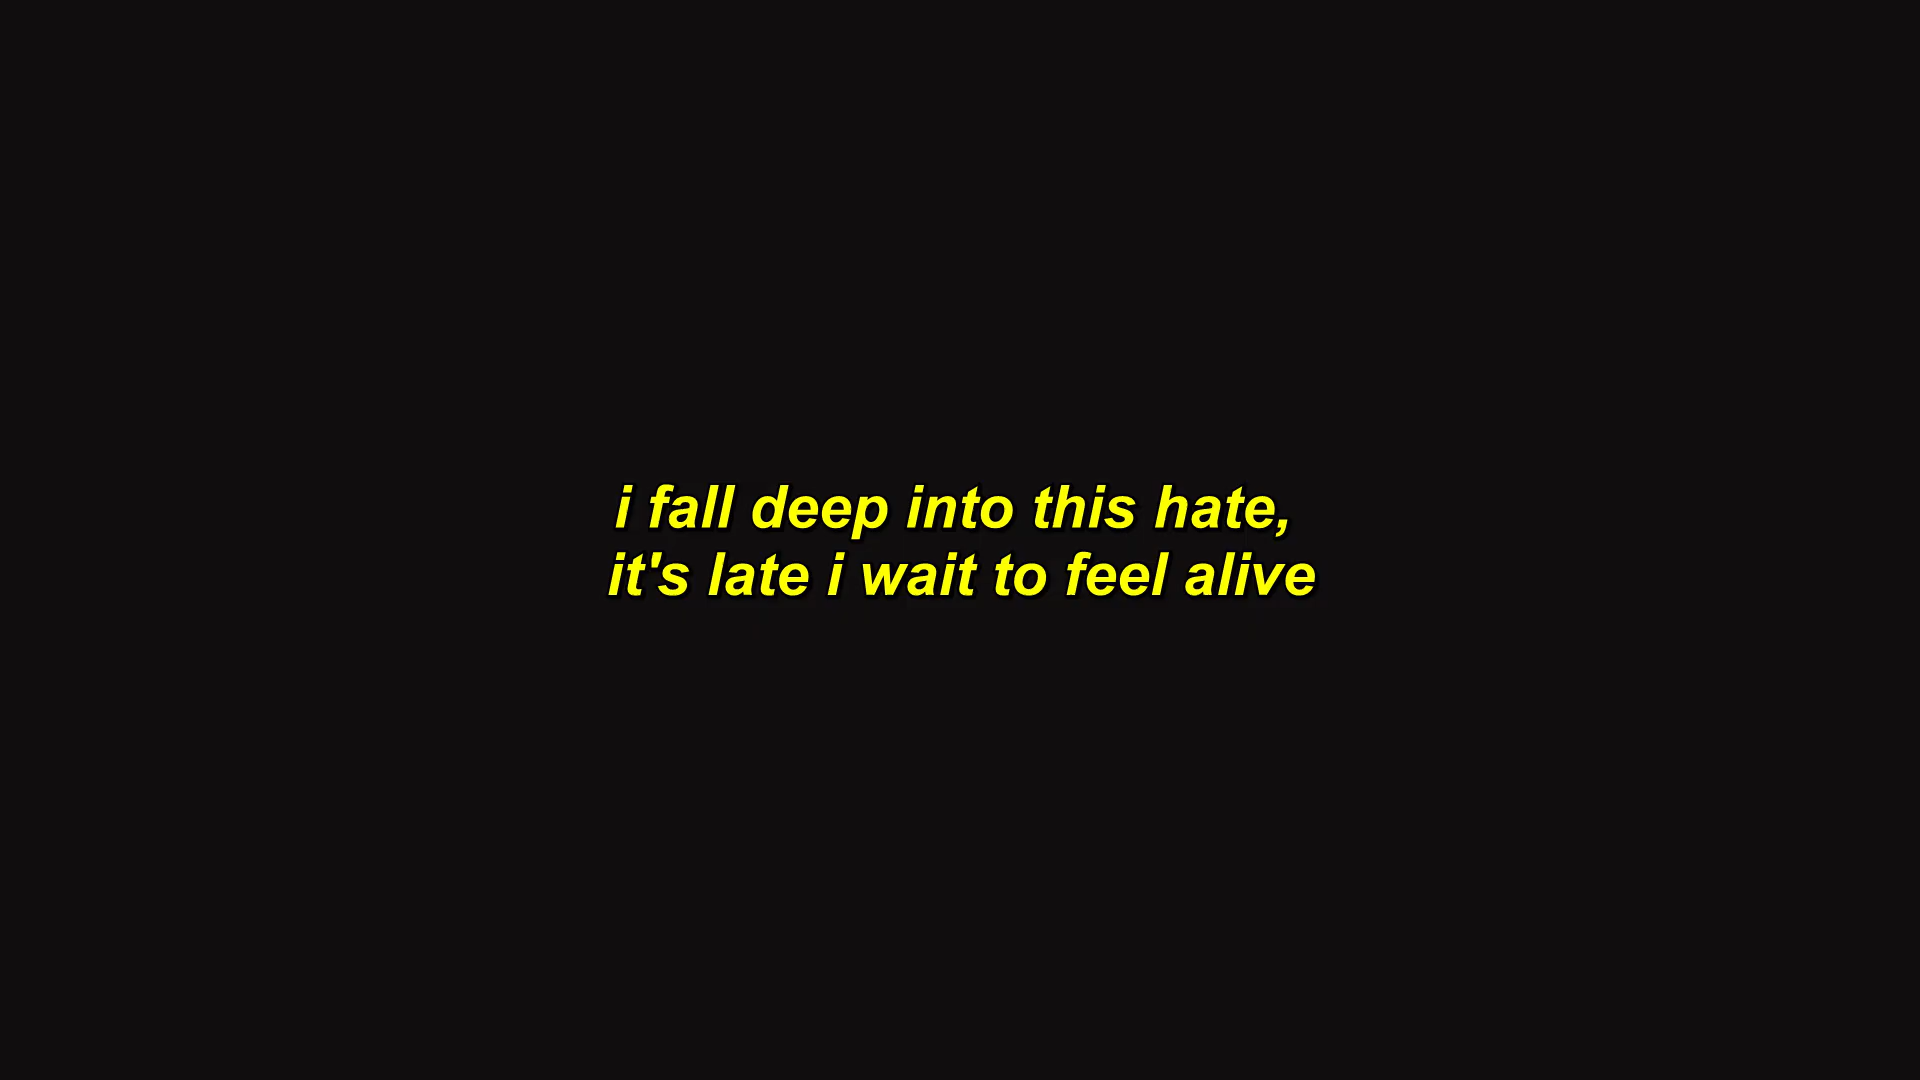 i fall deep into this hate,
it's late i wait to feel alive